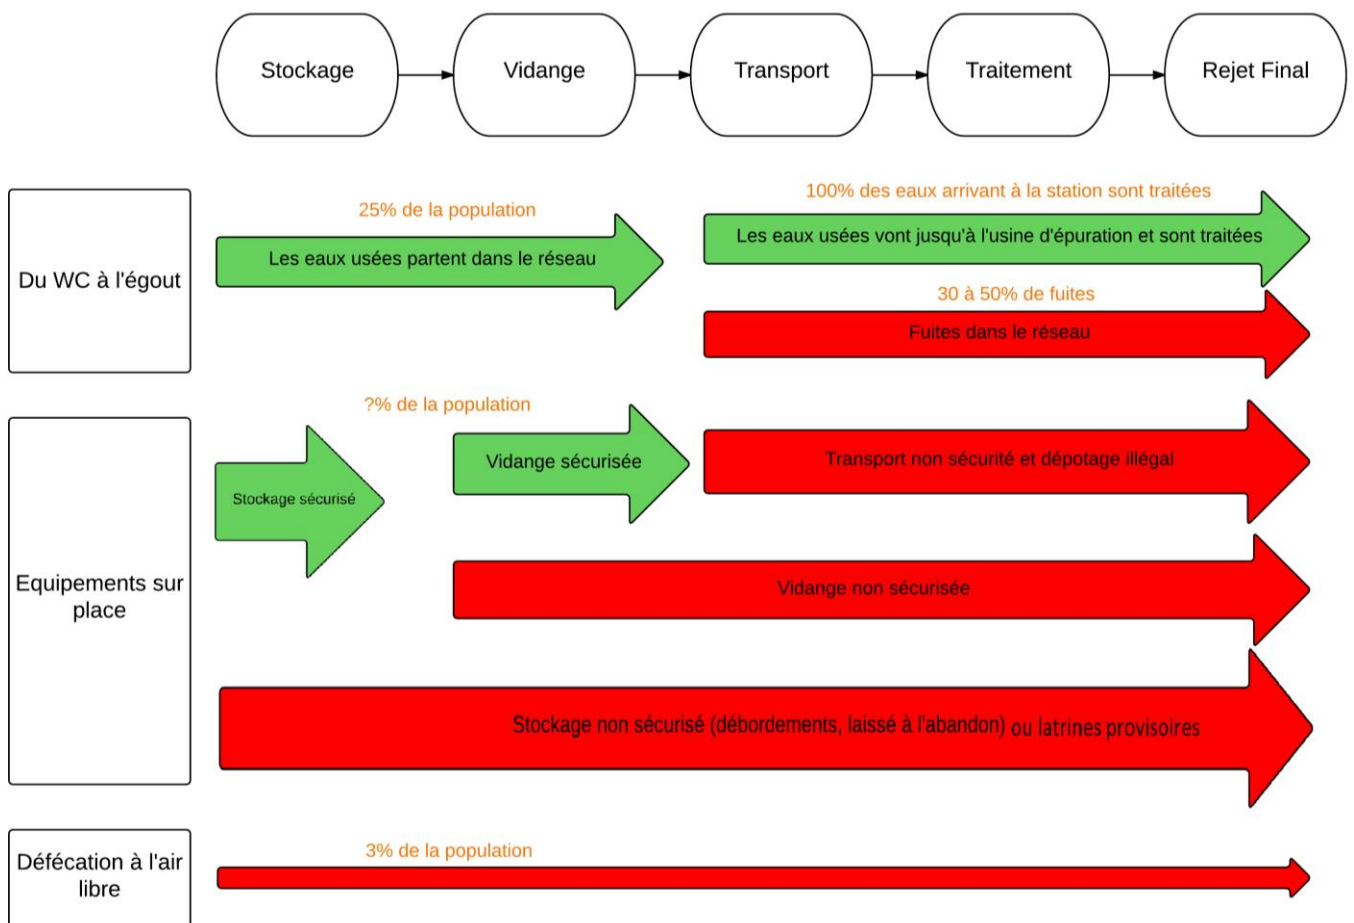 Stockage
Vidange
Transport
Traitement
Rejet Final
Du WC à l'égout
25% de la population
Les eaux usées partent dans le réseau
100% des eaux arrivant à la station sont traitées
Les eaux usées vont jusqu'à l'usine d'épuration et sont traitées
30 à 50% de fuites
Fuites dans le réseau
Equipements sur
place
?% de la population
Stockage sécurisé
Vidange sécurisée
Transport non sécurité et dépotage illégal
Vidange non sécurisée
Stockage non sécurisé (débordements, laissé à l'abandon) ou latrines provisoires
Défécation à l'air
libre
3% de la population